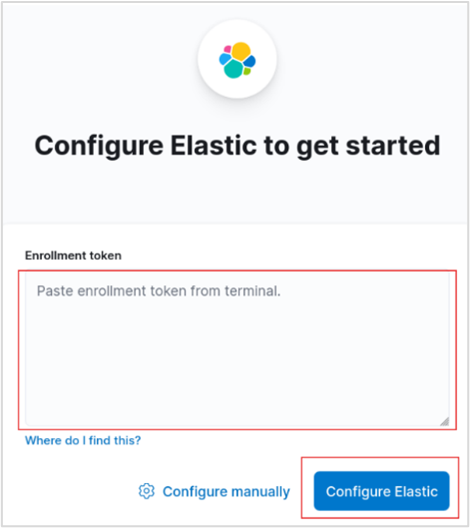 Configure Elastic to get started
Enrollment token
Paste enrollment token from terminal.
Where do I find this?
Configure manually
Configure Elastic